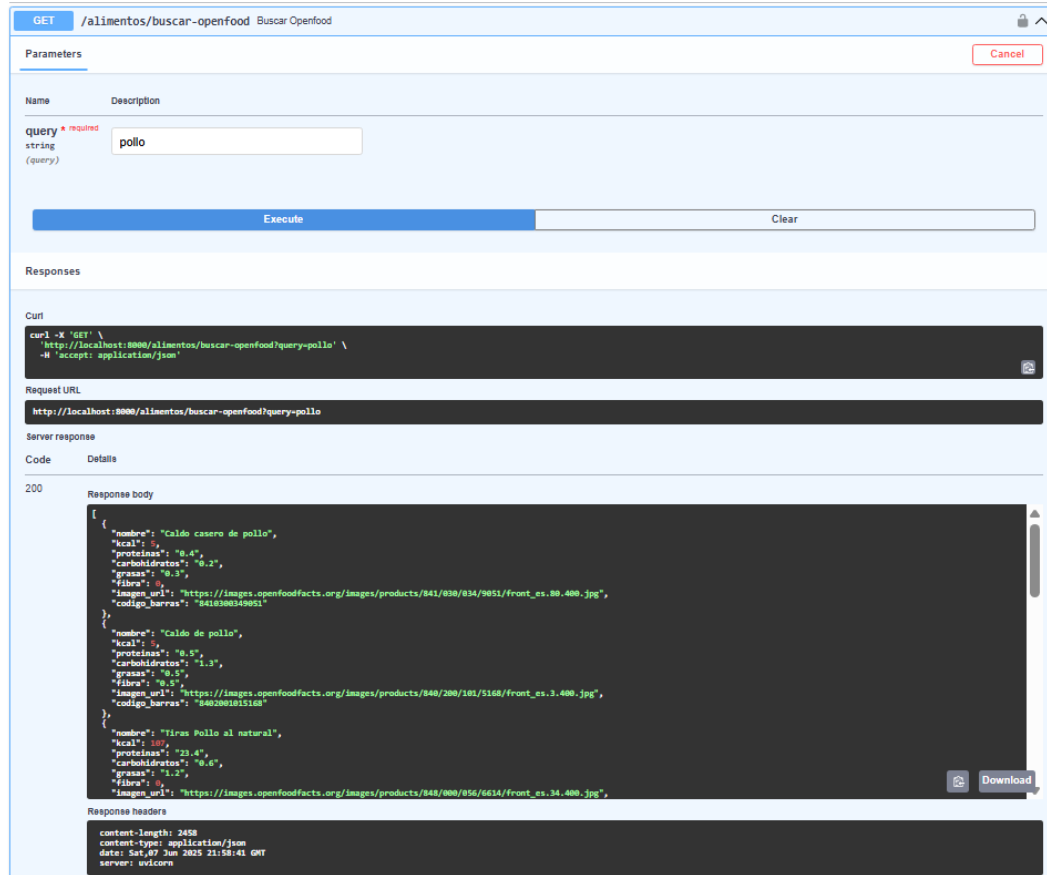 GET /alimentos/buscar-openfood Buscar Openfood
Parameters
Cancel
Name Description
query * required
string
(query)
pollo
Execute
Clear
Responses
Curl
curl -X 'GET' \
'http://localhost:8000/alimentos/buscar-openfood?query=pollo' \
-H 'accept: application/json'
Request URL
http://localhost:8000/alimentos/buscar-openfood?query=pollo
Server response
Code Details
200
Response body
[
{
"nombre": "Caldo casero de pollo",
"kcal": 5,
"proteinas": "0.4",
"carbohidratos": "0.2",
"grasas": "0.3",
"fibra": 0,
"imagen_url": "https://images.openfoodfacts.org/images/products/841/030/034/9051/front_es.80.400.jpg",
"codigo_barras": "8410300349051"
},
{
"nombre": "Caldo de pollo",
"kcal": 5,
"proteinas": "0.5",
"carbohidratos": "1.3",
"grasas": "0.5",
"fibra": "0.5",
"imagen_url": "https://images.openfoodfacts.org/images/products/840/200/101/5168/front_es.3.400.jpg",
"codigo_barras": "8402001015168"
},
{
"nombre": "Tiras Pollo al natural",
"kcal": 107,
"proteinas": "23.4",
"carbohidratos": "0.6",
"grasas": "1.2",
"fibra": 0,
"imagen_url": "https://images.openfoodfacts.org/images/products/848/000/056/6614/front_es.34.400.jpg",
Download
Response headers
content-length: 2458
content-type: application/json
date: Sat,07 Jun 2025 21:58:41 GMT
server: uvicorn